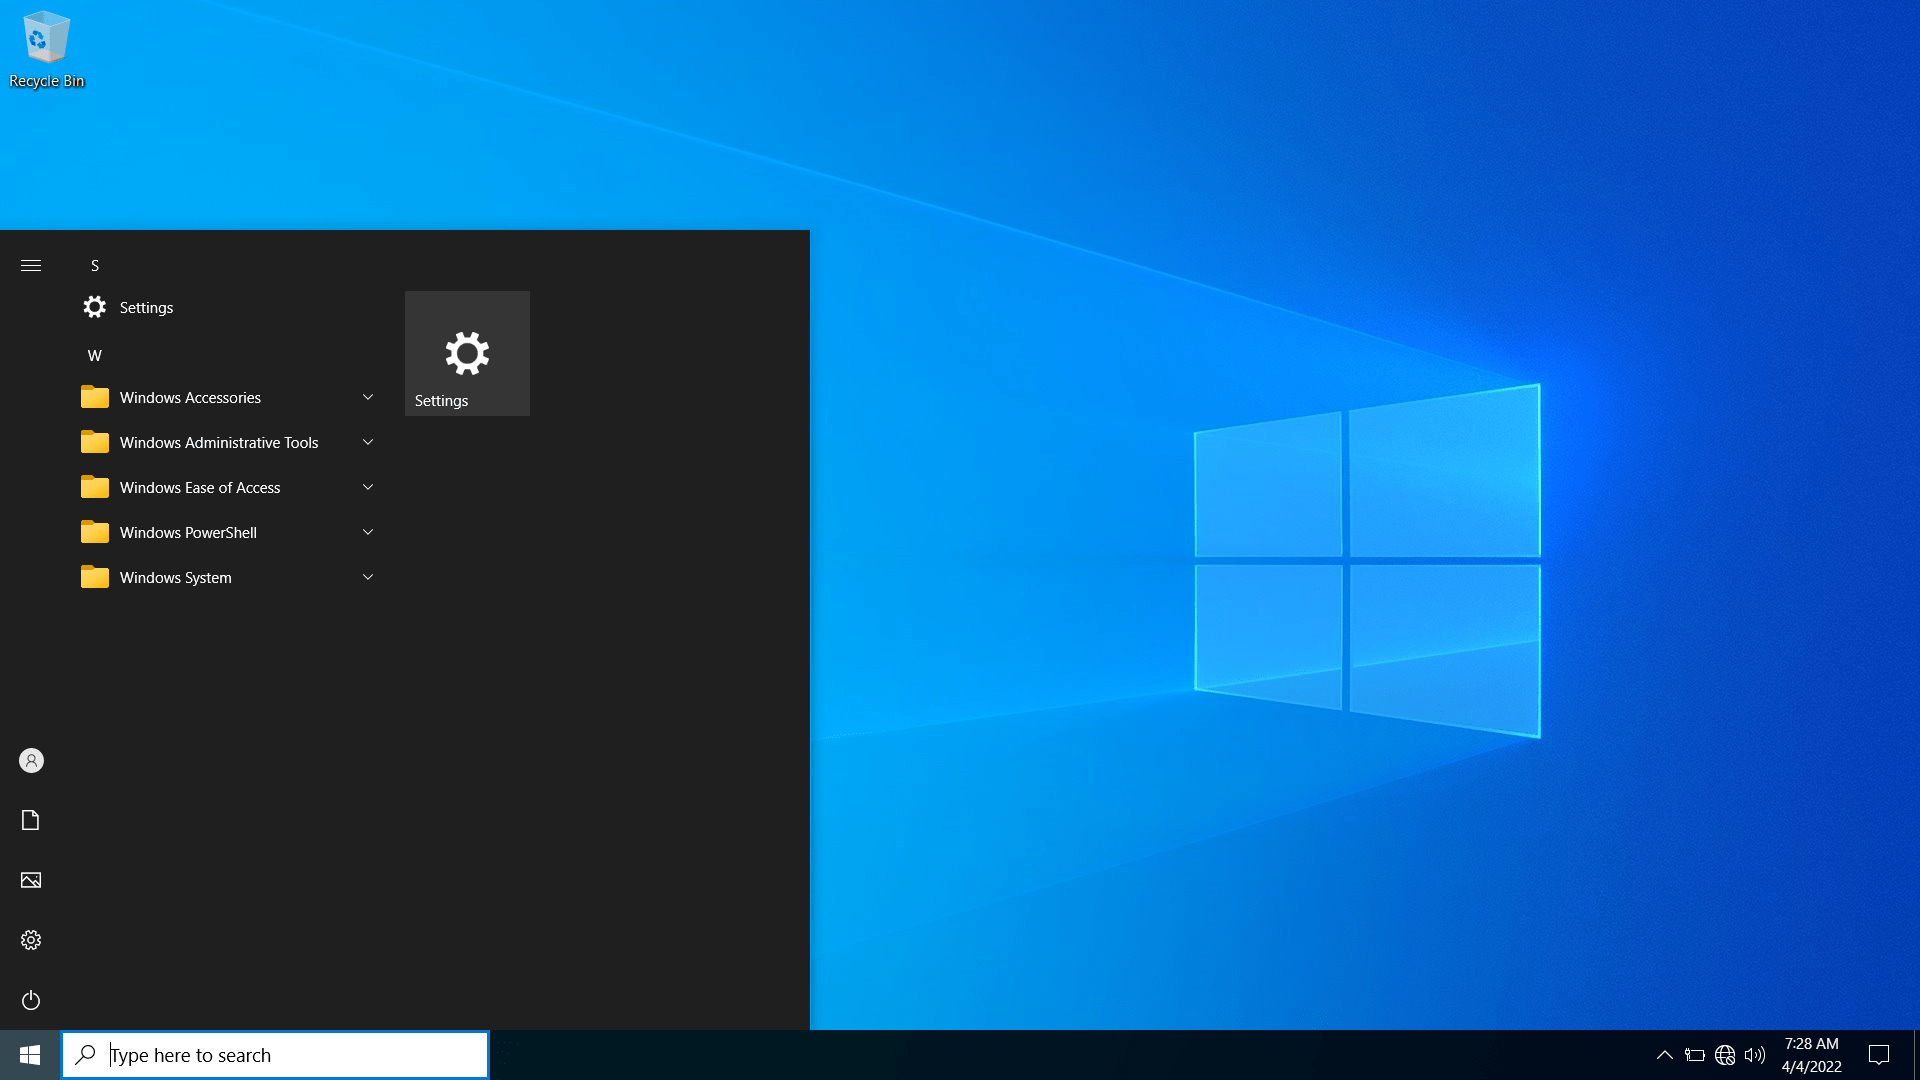 Recycle Bin
S
Settings
W
Windows Accessories
Windows Administrative Tools
Windows Ease of Access
Windows PowerShell
Windows System
Settings
Type here to search
7:28 AM
4/4/2022